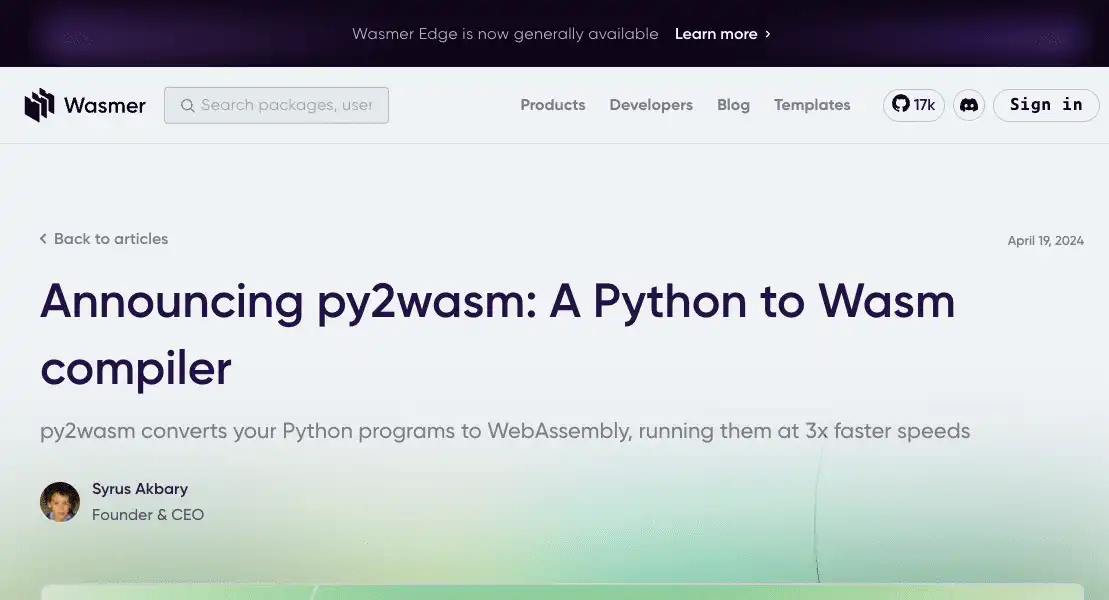 Wasmer Edge is now generally available Learn more ›
Wasmer Search packages, user Products Developers Blog Templates 17k Sign in
‹ Back to articles April 19, 2024
Announcing py2wasm: A Python to Wasm
compiler
py2wasm converts your Python programs to WebAssembly, running them at 3x faster speeds
Syrus Akbary
Founder & CEO